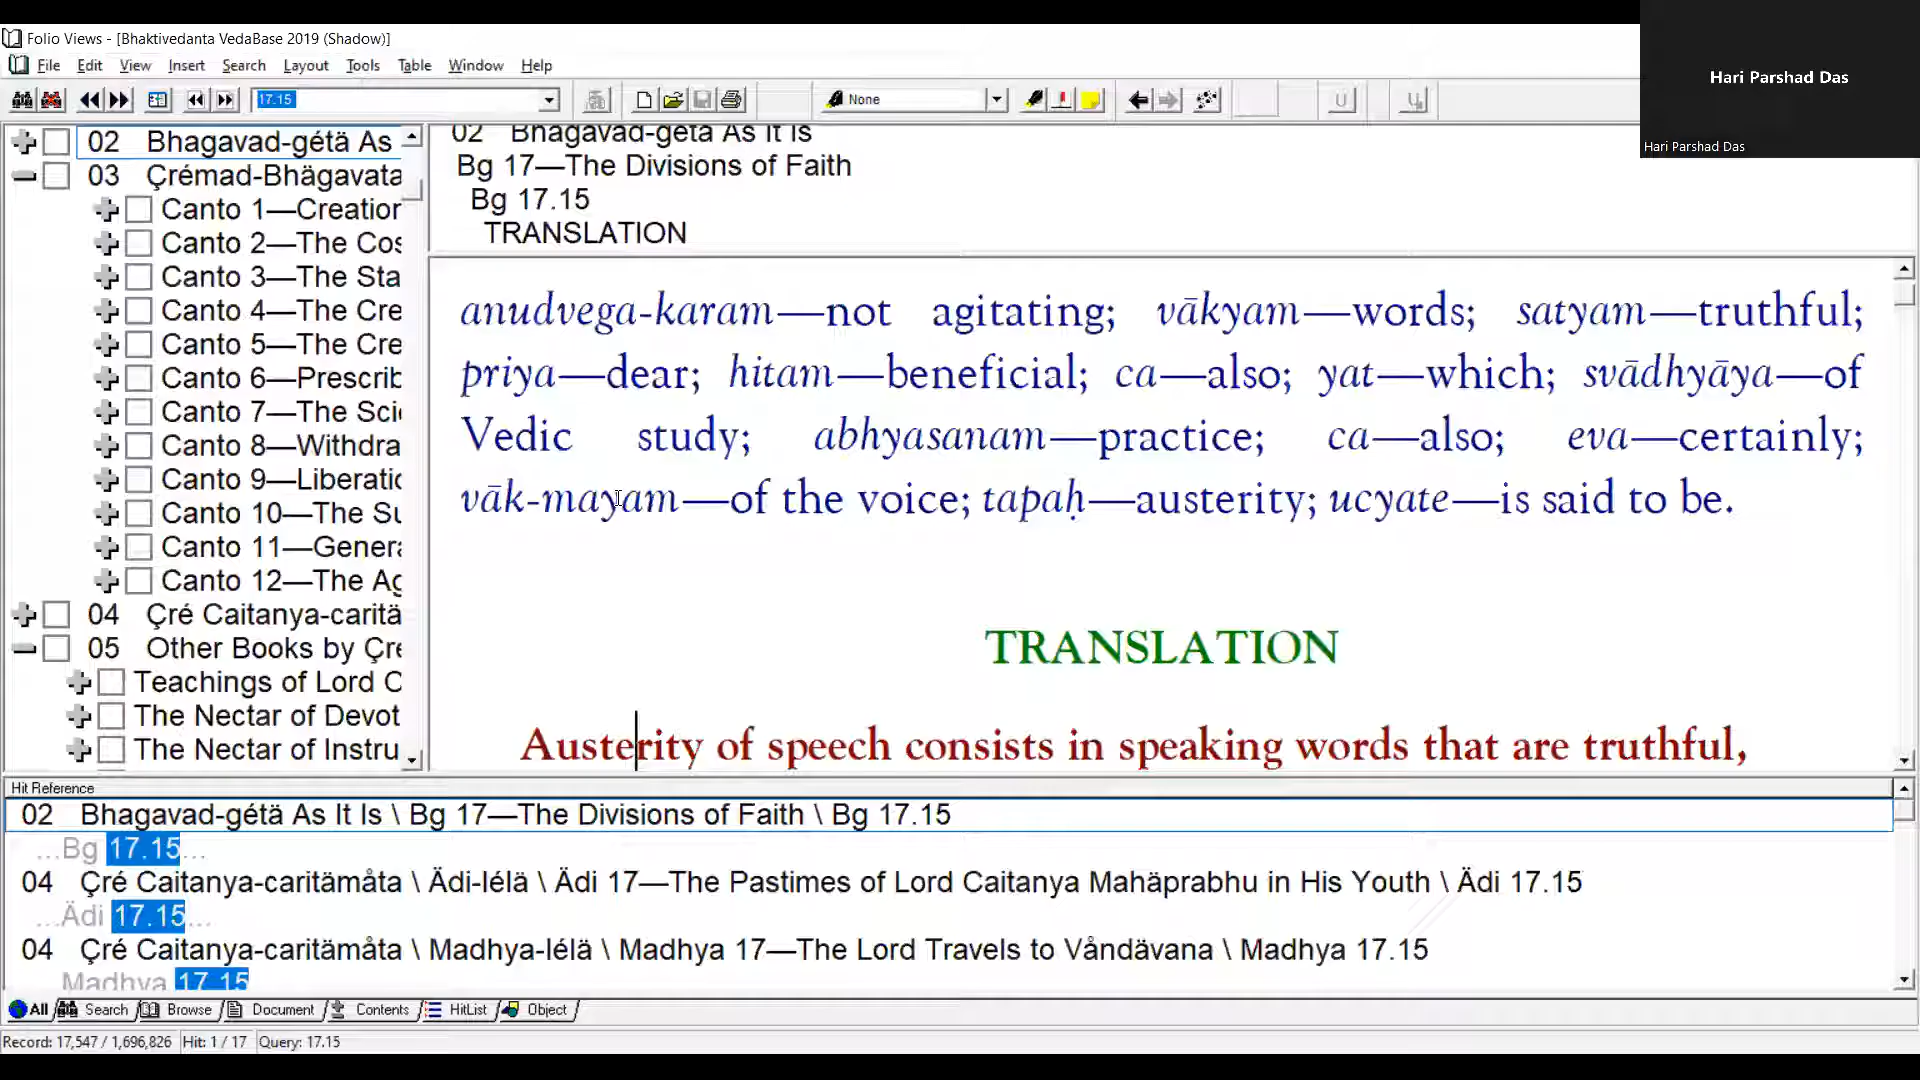 Folio Views - [Bhaktivedanta VedaBase 2019 (Shadow)]
File Edit View Insert Search Layout Tools Table Window Help
17.15
None
Hari Parshad Das
Hari Parshad Das
02 Bhagavad-gétä As
03 Çrémad-Bhägavata
Canto 1—Creation
Canto 2—The Cos
Canto 3—The Sta
Canto 4—The Cre
Canto 5—The Cre
Canto 6—Prescrib
Canto 7—The Scie
Canto 8—Withdra
Canto 9—Liberatio
Canto 10—The Su
Canto 11—Genera
Canto 12—The Ag
04 Çré Caitanya-caritä
05 Other Books by Çré
Teachings of Lord C
The Nectar of Devot
The Nectar of Instru
02 Bhagavad-gétä As It Is
Bg 17—The Divisions of Faith
Bg 17.15
TRANSLATION
anudvega-karam—not agitating; vākyam—words; satyam—truthful;
priya—dear; hitam—beneficial; ca—also; yat—which; svādhyāya—of
Vedic study; abhyasanam—practice; ca—also; eva—certainly;
vāk-mayam—of the voice; tapaḥ—austerity; ucyate—is said to be.
TRANSLATION
Austerity of speech consists in speaking words that are truthful,
Hit Reference
02 Bhagavad-gétä As It Is \ Bg 17—The Divisions of Faith \ Bg 17.15
...Bg 17.15...
04 Çré Caitanya-caritämåta \ Ädi-lélä \ Ädi 17—The Pastimes of Lord Caitanya Mahäprabhu in His Youth \ Ädi 17.15
...Ädi 17.15...
04 Çré Caitanya-caritämåta \ Madhya-lélä \ Madhya 17—The Lord Travels to Våndävana \ Madhya 17.15
Madhya 17.15
All Search Browse Document Contents HitList Object
Record: 17,547 / 1,696,826 Hit: 1 / 17 Query: 17.15